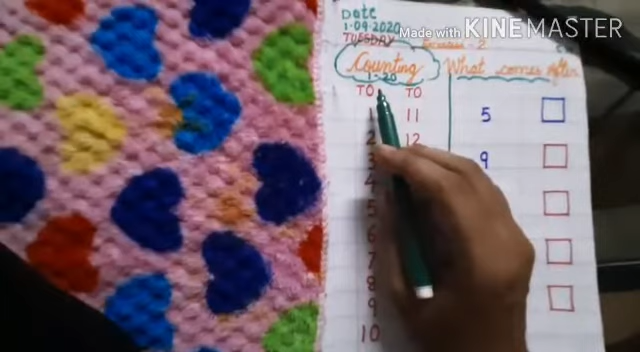 Made with KINEMASTER
Date
1.09.2020
TUESDAY
Counting
1-20
What comes after
TO TO
1 11 5
2 12
3 9
4
5
6
7
8
9
10